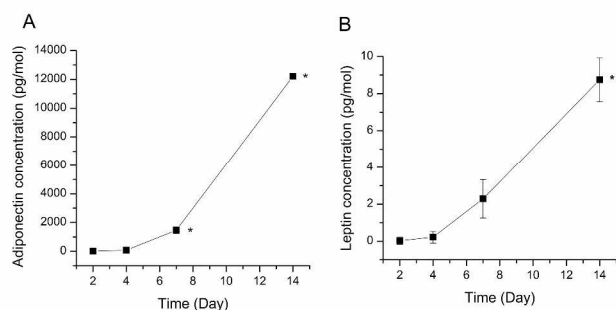 A
Adiponectin concentration (pg/mol)
14000
12000
10000
8000
6000
4000
2000
0
*
*
2 4 6 8 10 12 14
Time (Day)
B
Leptin concentration (pg/mol)
10
8
6
4
2
0
*
2 4 6 8 10 12 14
Time (Day)